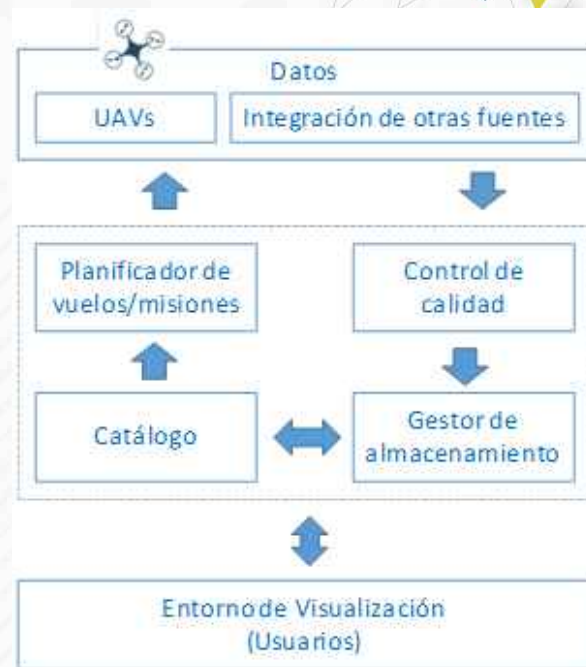 Datos
UAVs
Integración de otras fuentes
Planificador de
vuelos/misiones
Control de
calidad
Catálogo
Gestor de
almacenamiento
Entorno de Visualización
(Usuarios)